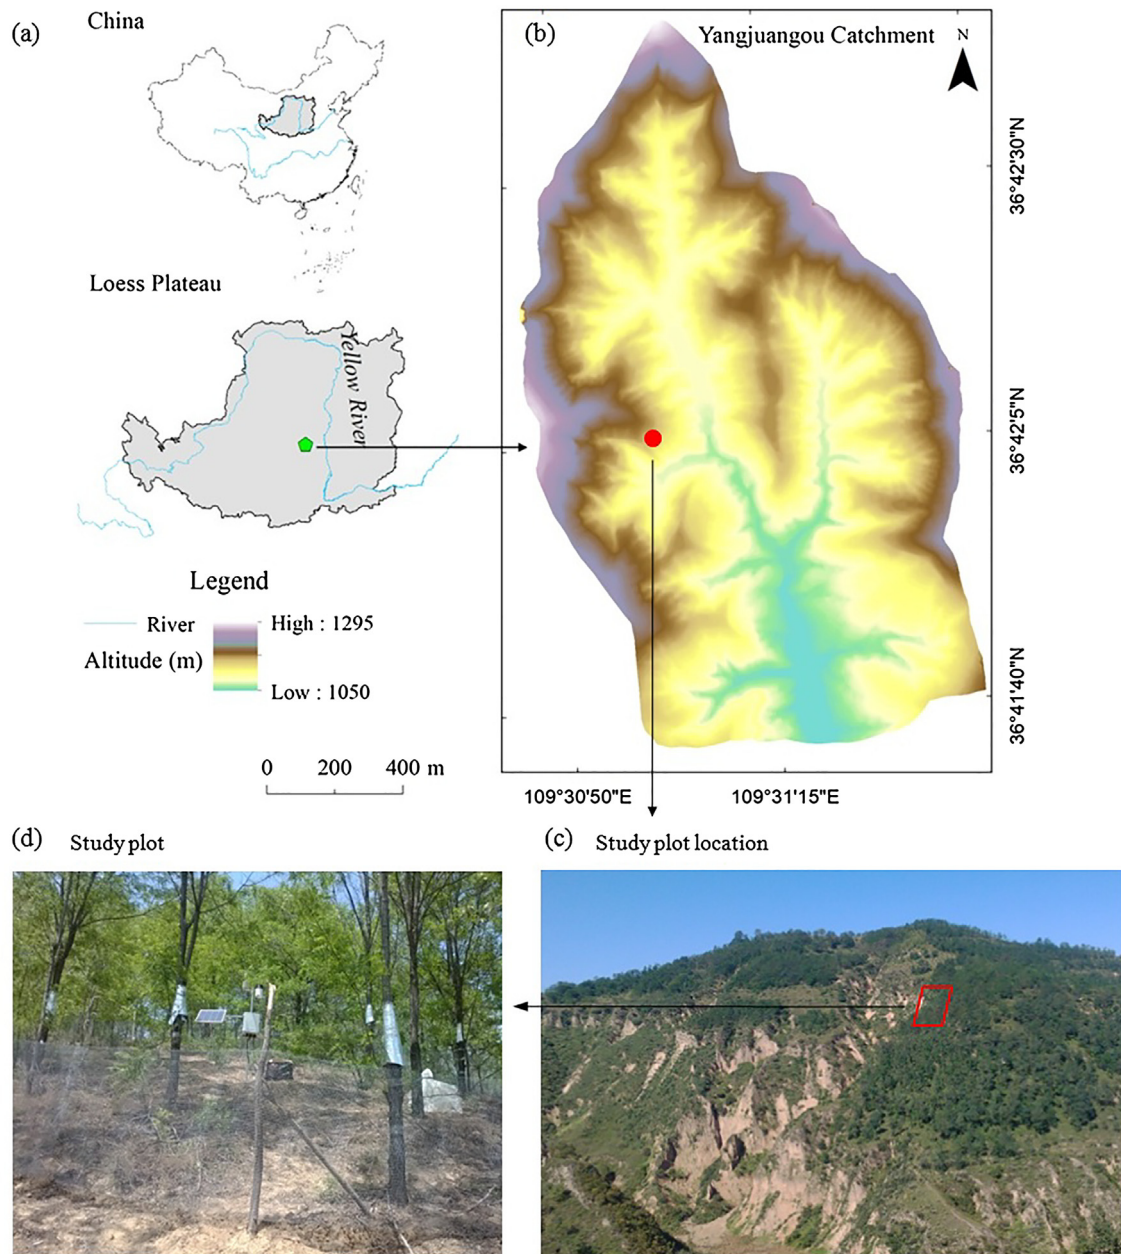 (a)
China
Loess Plateau
Yellow River
Legend
River
Altitude (m)
High : 1295
Low : 1050
0 200 400 m
(b)
Yangjuangou Catchment
N
36°42'30"N
36°42'5"N
36°41'40"N
109°30'50"E 109°31'15"E
(d) Study plot
(c) Study plot location